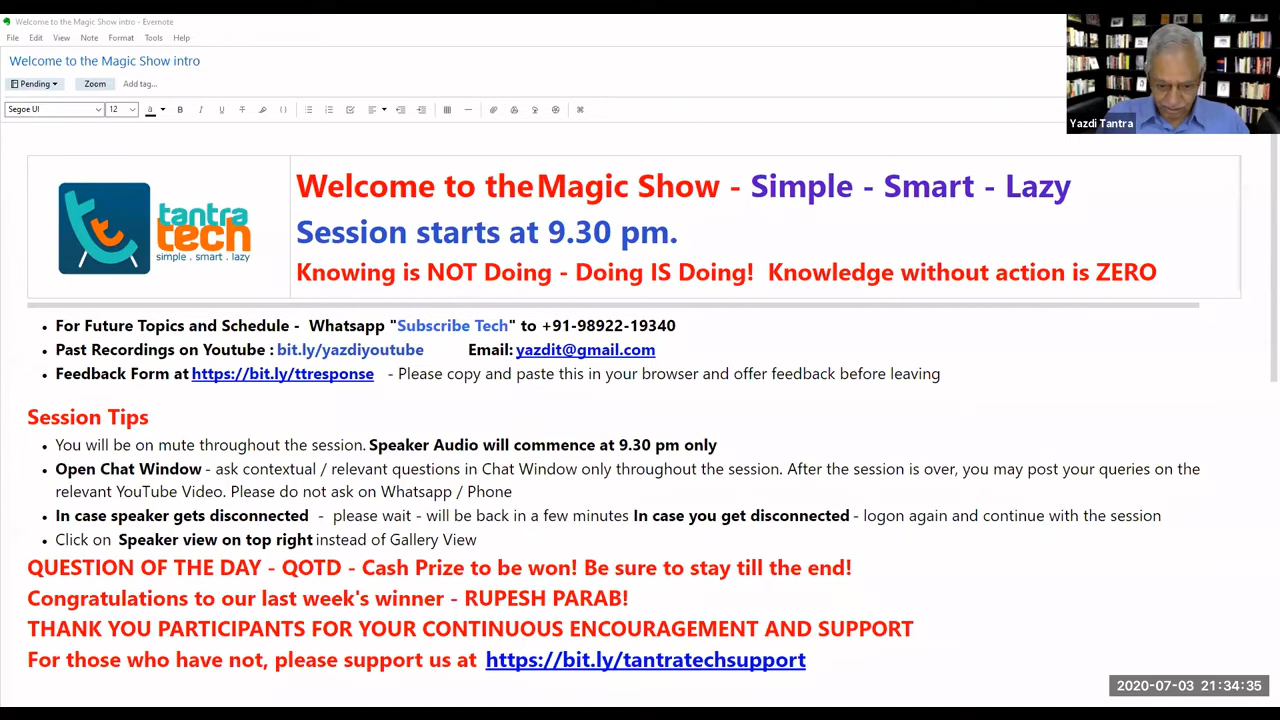 Welcome to the Magic Show intro - Evernote
File Edit View Note Format Tools Help
Welcome to the Magic Show intro
Pending Zoom Add tag...
Segoe UI 12 a B I U T
Yazdi Tantra
tantra
tech
simple . smart . lazy
Welcome to the Magic Show - Simple - Smart - Lazy
Session starts at 9.30 pm.
Knowing is NOT Doing - Doing IS Doing! Knowledge without action is ZERO
• For Future Topics and Schedule - Whatsapp "Subscribe Tech" to +91-98922-19340
• Past Recordings on Youtube : bit.ly/yazdiyoutube Email: yazdit@gmail.com
• Feedback Form at https://bit.ly/ttresponse - Please copy and paste this in your browser and offer feedback before leaving
Session Tips
• You will be on mute throughout the session. Speaker Audio will commence at 9.30 pm only
• Open Chat Window - ask contextual / relevant questions in Chat Window only throughout the session. After the session is over, you may post your queries on the
relevant YouTube Video. Please do not ask on Whatsapp / Phone
• In case speaker gets disconnected - please wait - will be back in a few minutes In case you get disconnected - logon again and continue with the session
• Click on Speaker view on top right instead of Gallery View
QUESTION OF THE DAY - QOTD - Cash Prize to be won! Be sure to stay till the end!
Congratulations to our last week's winner - RUPESH PARAB!
THANK YOU PARTICIPANTS FOR YOUR CONTINUOUS ENCOURAGEMENT AND SUPPORT
For those who have not, please support us at https://bit.ly/tantratechsupport
2020-07-03 21:34:35